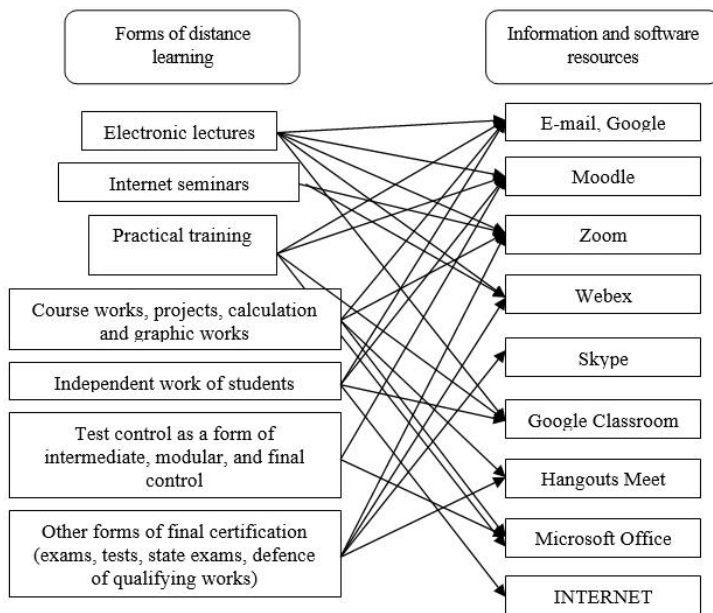 Forms of distance
learning
Information and software
resources
Electronic lectures
Internet seminars
Practical training
Course works, projects, calculation
and graphic works
Independent work of students
Test control as a form of
intermediate, modular, and final
control
Other forms of final certification
(exams, tests, state exams, defence
of qualifying works)
E-mail, Google
Moodle
Zoom
Webex
Skype
Google Classroom
Hangouts Meet
Microsoft Office
INTERNET